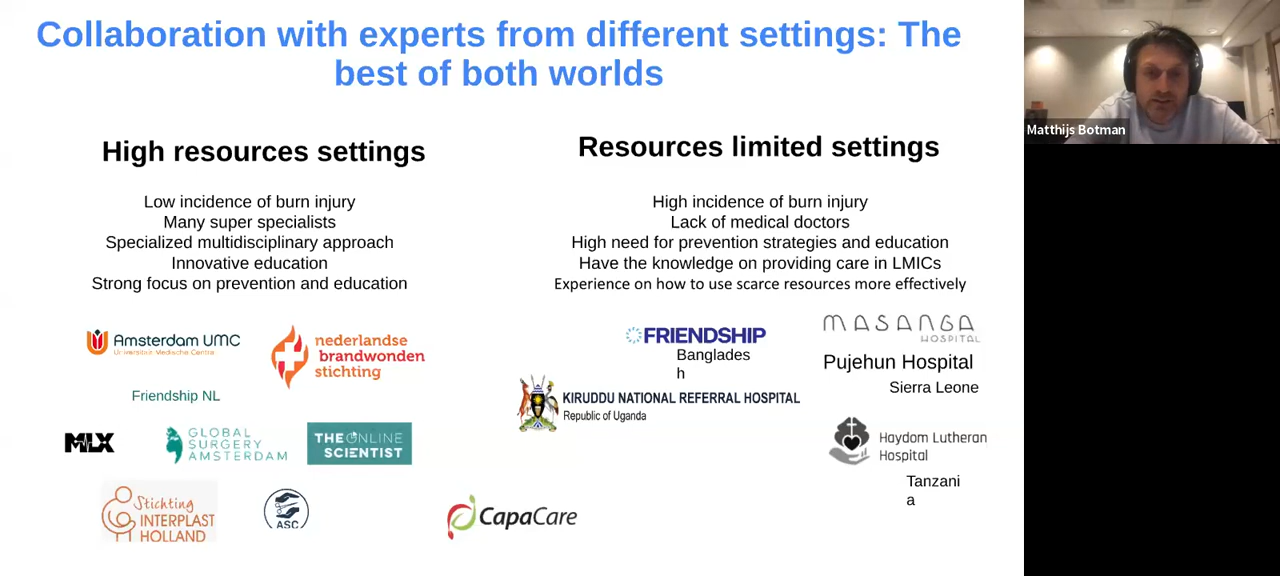 Collaboration with experts from different settings: The
best of both worlds
Matthijs Botman
High resources settings
Low incidence of burn injury
Many super specialists
Specialized multidisciplinary approach
Innovative education
Strong focus on prevention and education
Amsterdam UMC
Universitair Medische Centra
nederlandse
brandwonden
stichting
Friendship NL
MLX
GLOBAL
SURGERY
AMSTERDAM
THE ONLINE
SCIENTIST
Stichting
INTERPLAST
HOLLAND
ASC
CapaCare
Resources limited settings
High incidence of burn injury
Lack of medical doctors
High need for prevention strategies and education
Have the knowledge on providing care in LMICs
Experience on how to use scarce resources more effectively
FRIENDSHIP
Banglades
h
MASANGA
HOSPITAL
Pujehun Hospital
Sierra Leone
KIRUDDU NATIONAL REFERRAL HOSPITAL
Republic of Uganda
Haydom Lutheran
Hospital
Tanzani
a